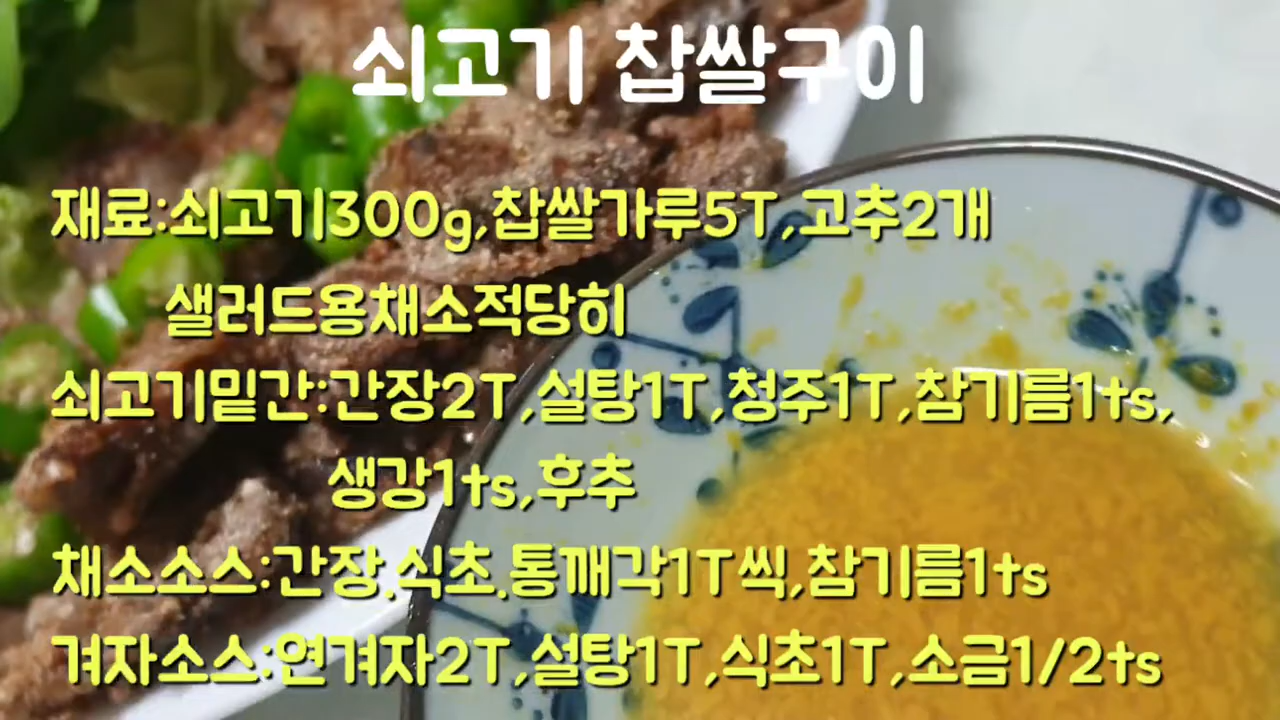 쇠고기 찹쌀구이
재료:쇠고기300g,찹쌀가루5T,고추2개
샐러드용채소적당히
쇠고기밑간:간장2T,설탕1T,청주1T,참기름1ts,
생강1ts,후추
채소소스:간장.식초.통깨각1T씩,참기름1ts
겨자소스:연겨자2T,설탕1T,식초1T,소금1/2ts